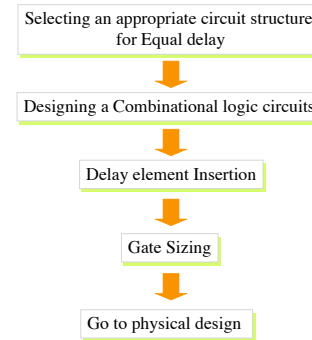 Selecting an appropriate circuit structure
for Equal delay
Designing a Combinational logic circuits
Delay element Insertion
Gate Sizing
Go to physical design